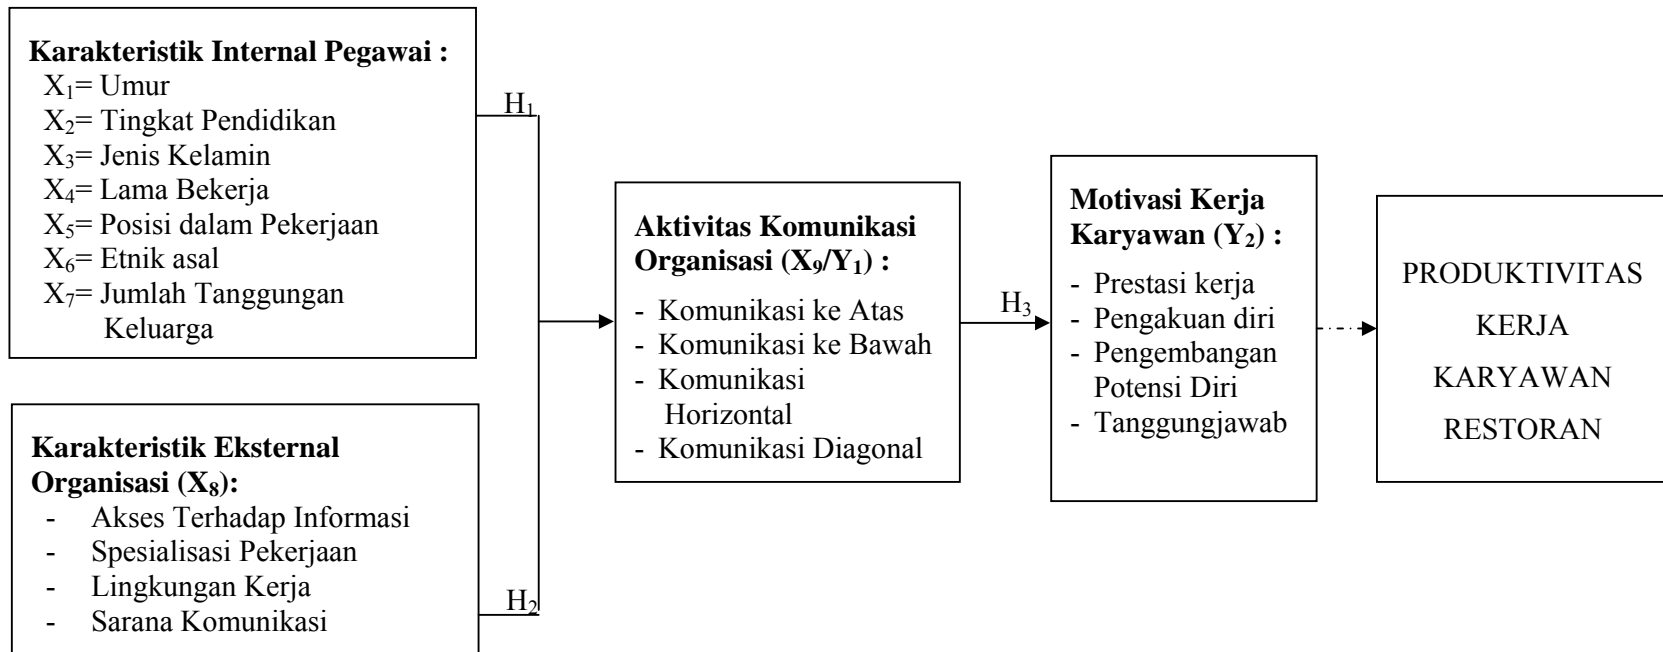 Karakteristik Internal Pegawai :
X₁= Umur
X₂= Tingkat Pendidikan
X₃= Jenis Kelamin
X₄= Lama Bekerja
X₅= Posisi dalam Pekerjaan
X₆= Etnik asal
X₇= Jumlah Tanggungan
Keluarga
H₁
Karakteristik Eksternal
Organisasi (X₈):
- Akses Terhadap Informasi
- Spesialisasi Pekerjaan
- Lingkungan Kerja
- Sarana Komunikasi
H₂
Aktivitas Komunikasi
Organisasi (X₉/Y₁) :
- Komunikasi ke Atas
- Komunikasi ke Bawah
- Komunikasi
Horizontal
- Komunikasi Diagonal
H₃
Motivasi Kerja
Karyawan (Y₂) :
- Prestasi kerja
- Pengakuan diri
- Pengembangan
Potensi Diri
- Tanggungjawab
PRODUKTIVITAS
KERJA
KARYAWAN
RESTORAN